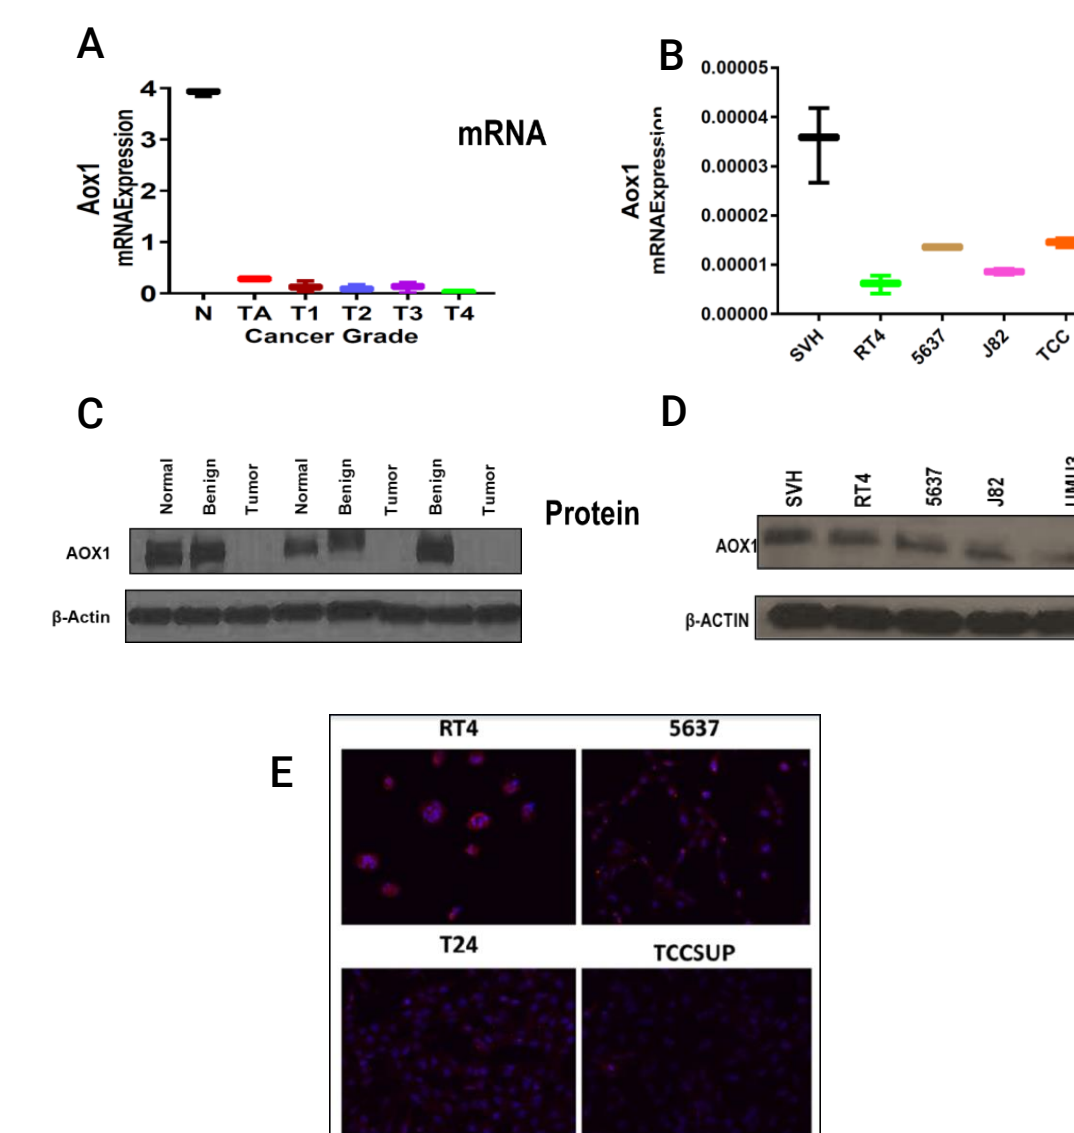 A
4
3
2
1
0
Aox1
mRNAExpression
mRNA
N TA T1 T2 T3 T4
Cancer Grade
B
0.00005
0.00004
0.00003
0.00002
0.00001
0.00000
Aox1
mRNAExpression
SVH RT4 5637 J82 TCC
C
Normal Benign Tumor Normal Benign Tumor Benign Tumor
AOX1
β-Actin
Protein
D
SVH RT4 5637 J82
AOX1
β-ACTIN
E
RT4 5637
T24 TCCSUP